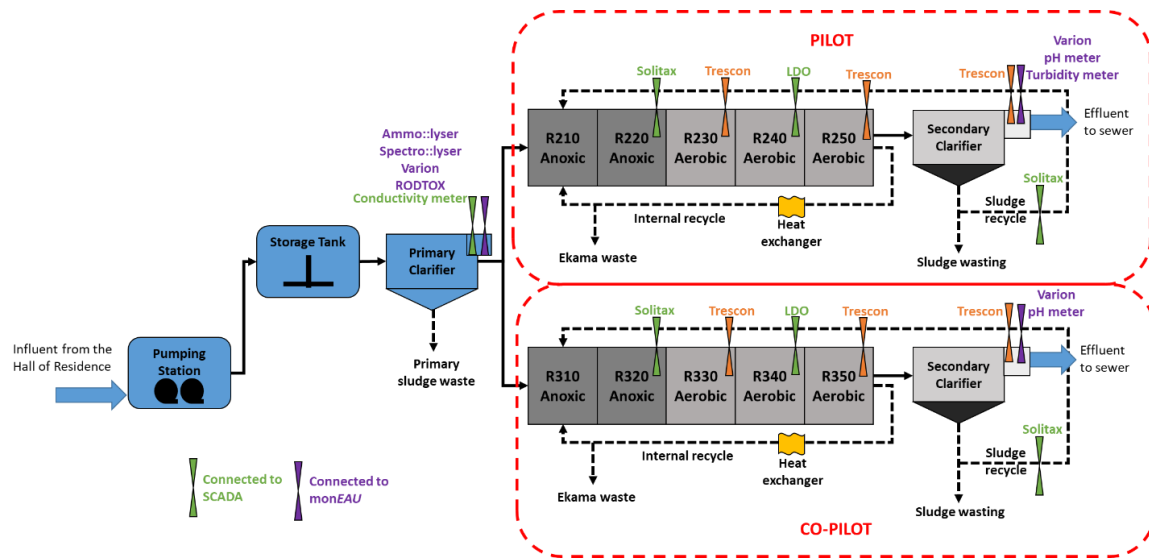 PILOT
Varion
pH meter
Turbidity meter
Solitax
Trescon
LDO
Trescon
Trescon
R210
Anoxic
R220
Anoxic
R230
Aerobic
R240
Aerobic
R250
Aerobic
Secondary
Clarifier
Effluent
to sewer
Solitax
Sludge
recycle
Internal recycle
Heat
exchanger
Ekama waste
Sludge wasting
Ammo::lyser
Spectro::lyser
Varion
RODTOX
Conductivity meter
Storage Tank
Primary
Clarifier
Primary
sludge waste
Influent from the
Hall of Residence
Pumping
Station
Solitax
Trescon
LDO
Trescon
Trescon
Varion
pH meter
R310
Anoxic
R320
Anoxic
R330
Aerobic
R340
Aerobic
R350
Aerobic
Secondary
Clarifier
Effluent
to sewer
Solitax
Sludge
recycle
Internal recycle
Heat
exchanger
Ekama waste
Sludge wasting
CO-PILOT
Connected to
SCADA
Connected to
monEAU